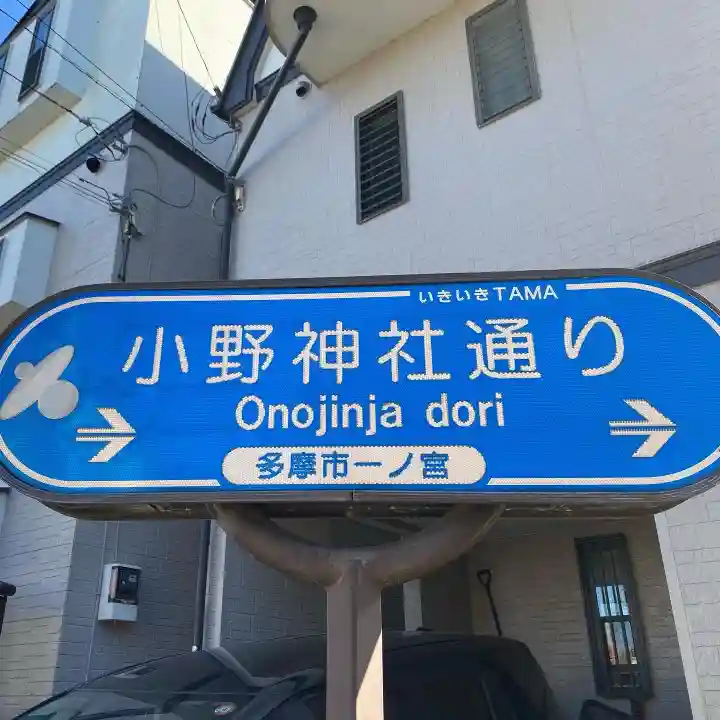 いきいきTAMA
小野神社通り
Onojinja dori
多摩市一ノ宮